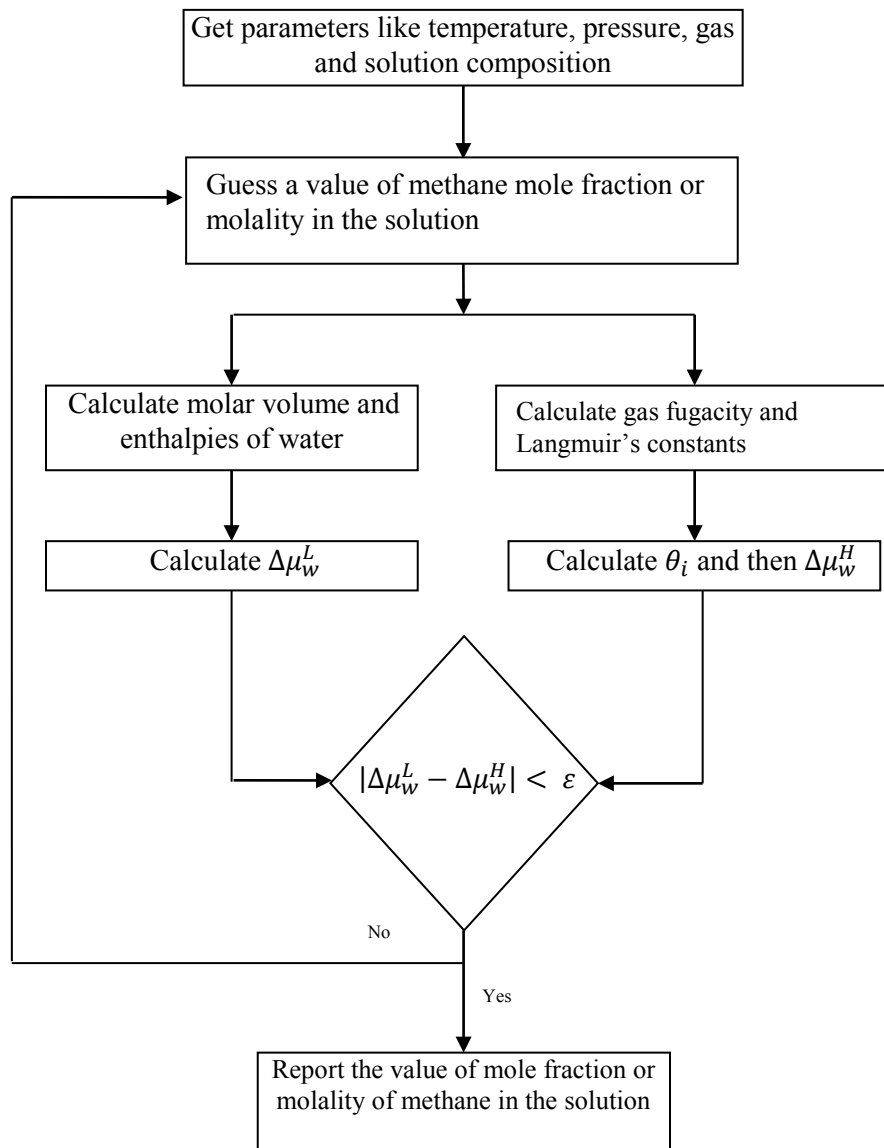 Get parameters like temperature, pressure, gas
and solution composition
Guess a value of methane mole fraction or
molality in the solution
Calculate molar volume and
enthalpies of water
Calculate gas fugacity and
Langmuir’s constants
Calculate Δμ_w^L
Calculate θ_i and then Δμ_w^H
|Δμ_w^L − Δμ_w^H| < ε
No
Yes
Report the value of mole fraction or
molality of methane in the solution